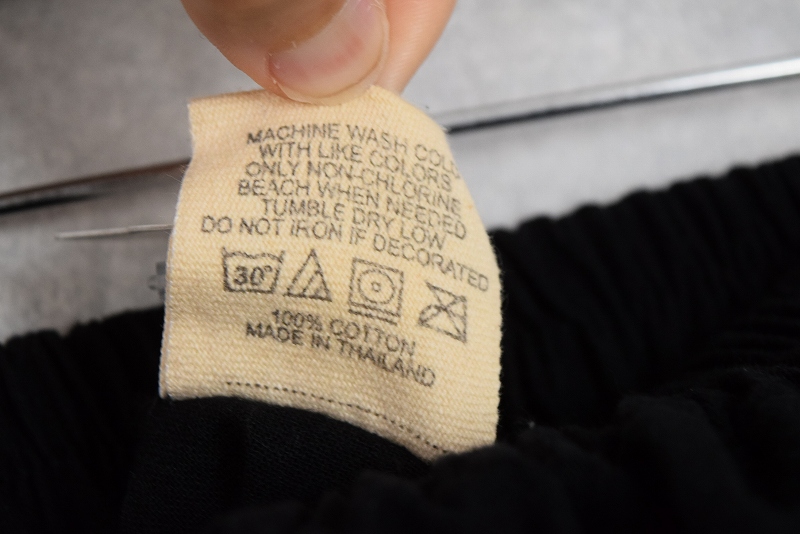 MACHINE WASH COLD
WITH LIKE COLORS
ONLY NON-CHLORINE
BEACH WHEN NEEDED
TUMBLE DRY LOW
DO NOT IRON IF DECORATED
30°
100% COTTON
MADE IN THAILAND